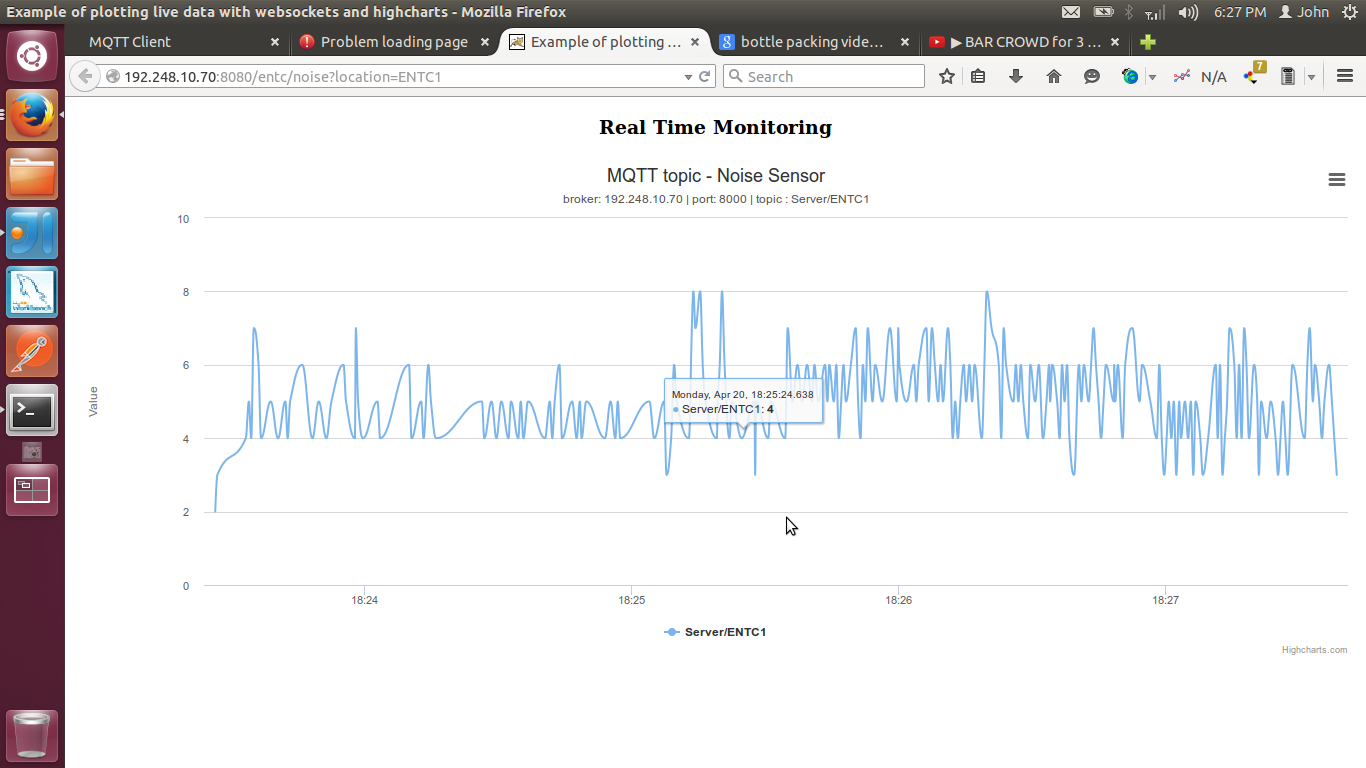 Example of plotting live data with websockets and highcharts - Mozilla Firefox
6:27 PM
John
MQTT Client
Problem loading page
Example of plotting ...
bottle packing vide...
▶ BAR CROWD for 3 ...
192.248.10.70:8080/entc/noise?location=ENTC1
Search
N/A
7
Real Time Monitoring
MQTT topic - Noise Sensor
broker: 192.248.10.70 | port: 8000 | topic : Server/ENTC1
Value
10
8
6
4
2
0
Monday, Apr 20, 18:25:24.638
● Server/ENTC1: 4
18:24
18:25
18:26
18:27
Server/ENTC1
Highcharts.com